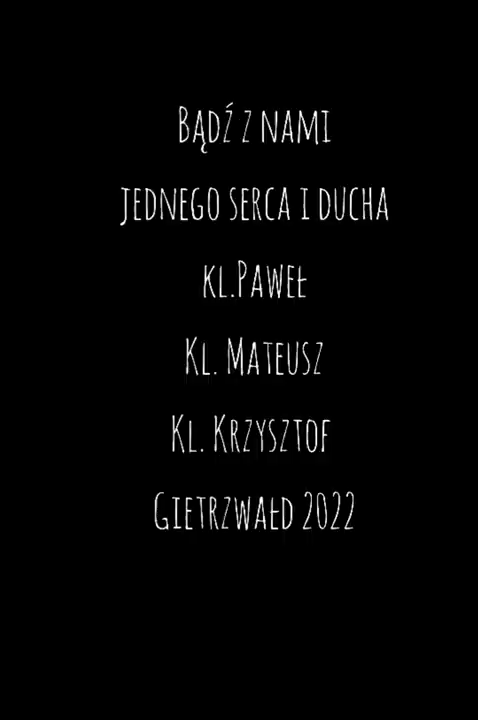 Bądź z nami
jednego serca i ducha
kl.Paweł
Kl. Mateusz
Kl. Krzysztof
Gietrzwałd 2022